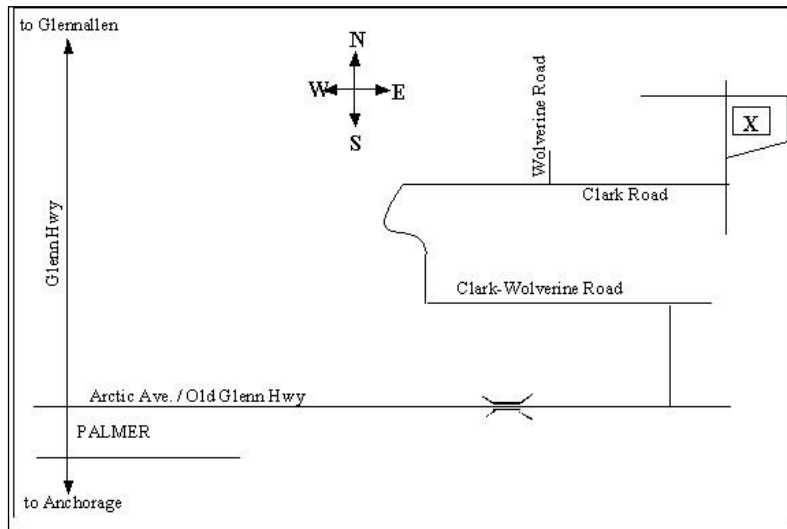 to Glennallen
N
W
E
S
Wolverine Road
X
Clark Road
Glenn Hwy
Clark-Wolverine Road
Arctic Ave. / Old Glenn Hwy
PALMER
to Anchorage